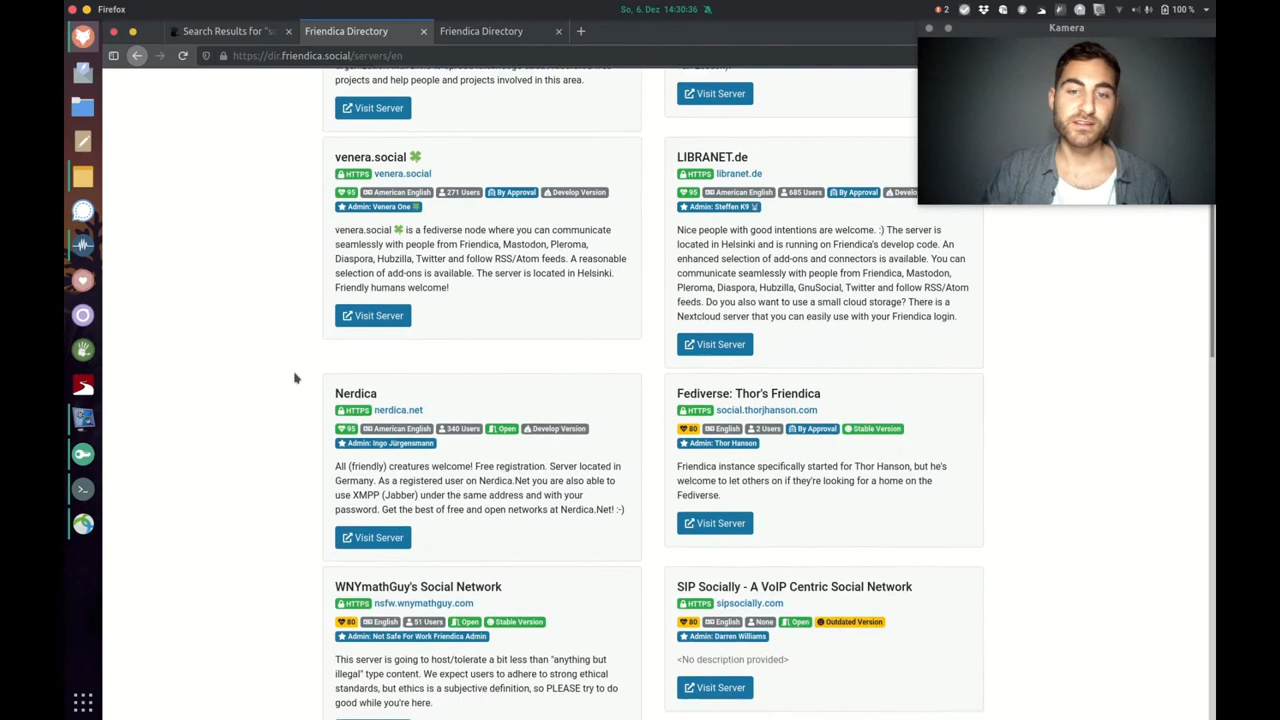 Firefox
So, 6. Dez 14:30:36
2
100 %
Kamera
Search Results for "so
Friendica Directory
Friendica Directory
https://dir.friendica.social/servers/en
projects and help people and projects involved in this area.
Visit Server
Visit Server
venera.social 🍀
HTTPS venera.social
95 American English 271 Users By Approval Develop Version
Admin: Venera One 🍀
venera.social 🍀 is a fediverse node where you can communicate
seamlessly with people from Friendica, Mastodon, Pleroma,
Diaspora, Hubzilla, Twitter and follow RSS/Atom feeds. A reasonable
selection of add-ons is available. The server is located in Helsinki.
Friendly humans welcome!
Visit Server
LIBRANET.de
HTTPS libranet.de
95 American English 685 Users By Approval Develo
Admin: Steffen K9
Nice people with good intentions are welcome. :) The server is
located in Helsinki and is running on Friendica's develop code. An
enhanced selection of add-ons and connectors is available. You can
communicate seamlessly with people from Friendica, Mastodon,
Pleroma, Diaspora, Hubzilla, GnuSocial, Twitter and follow RSS/Atom
feeds. Do you also want to use a small cloud storage? There is a
Nextcloud server that you can easily use with your Friendica login.
Visit Server
Nerdica
HTTPS nerdica.net
95 American English 340 Users Open Develop Version
Admin: Ingo Jürgensmann
All (friendly) creatures welcome! Free registration. Server located in
Germany. As a registered user on Nerdica.Net you are also able to
use XMPP (Jabber) under the same address and with your
password. Get the best of free and open networks at Nerdica.Net! :-)
Visit Server
Fediverse: Thor's Friendica
HTTPS social.thorjhanson.com
80 English 2 Users By Approval Stable Version
Admin: Thor Hanson
Friendica instance specifically started for Thor Hanson, but he's
welcome to let others on if they're looking for a home on the
Fediverse.
Visit Server
WNYmathGuy's Social Network
HTTPS nsfw.wnymathguy.com
80 English 51 Users Open Stable Version
Admin: Not Safe For Work Friendica Admin
This server is going to host/tolerate a bit less than "anything but
illegal" type content. We expect users to adhere to strong ethical
standards, but ethics is a subjective definition, so PLEASE try to do
good while you're here.
SIP Socially - A VoIP Centric Social Network
HTTPS sipsocially.com
80 English None Open Outdated Version
Admin: Darren Williams
<No description provided>
Visit Server